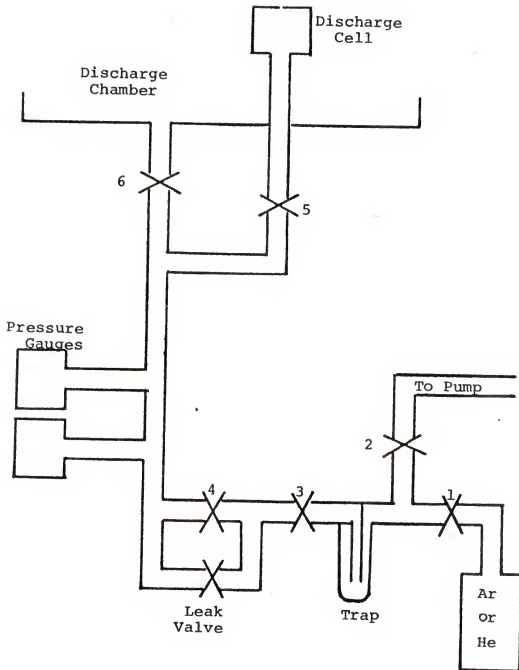 Discharge
Cell
Discharge
Chamber
6
5
Pressure
Gauges
To Pump
2
1
4
3
Ar
or
He
Leak
Valve
Trap